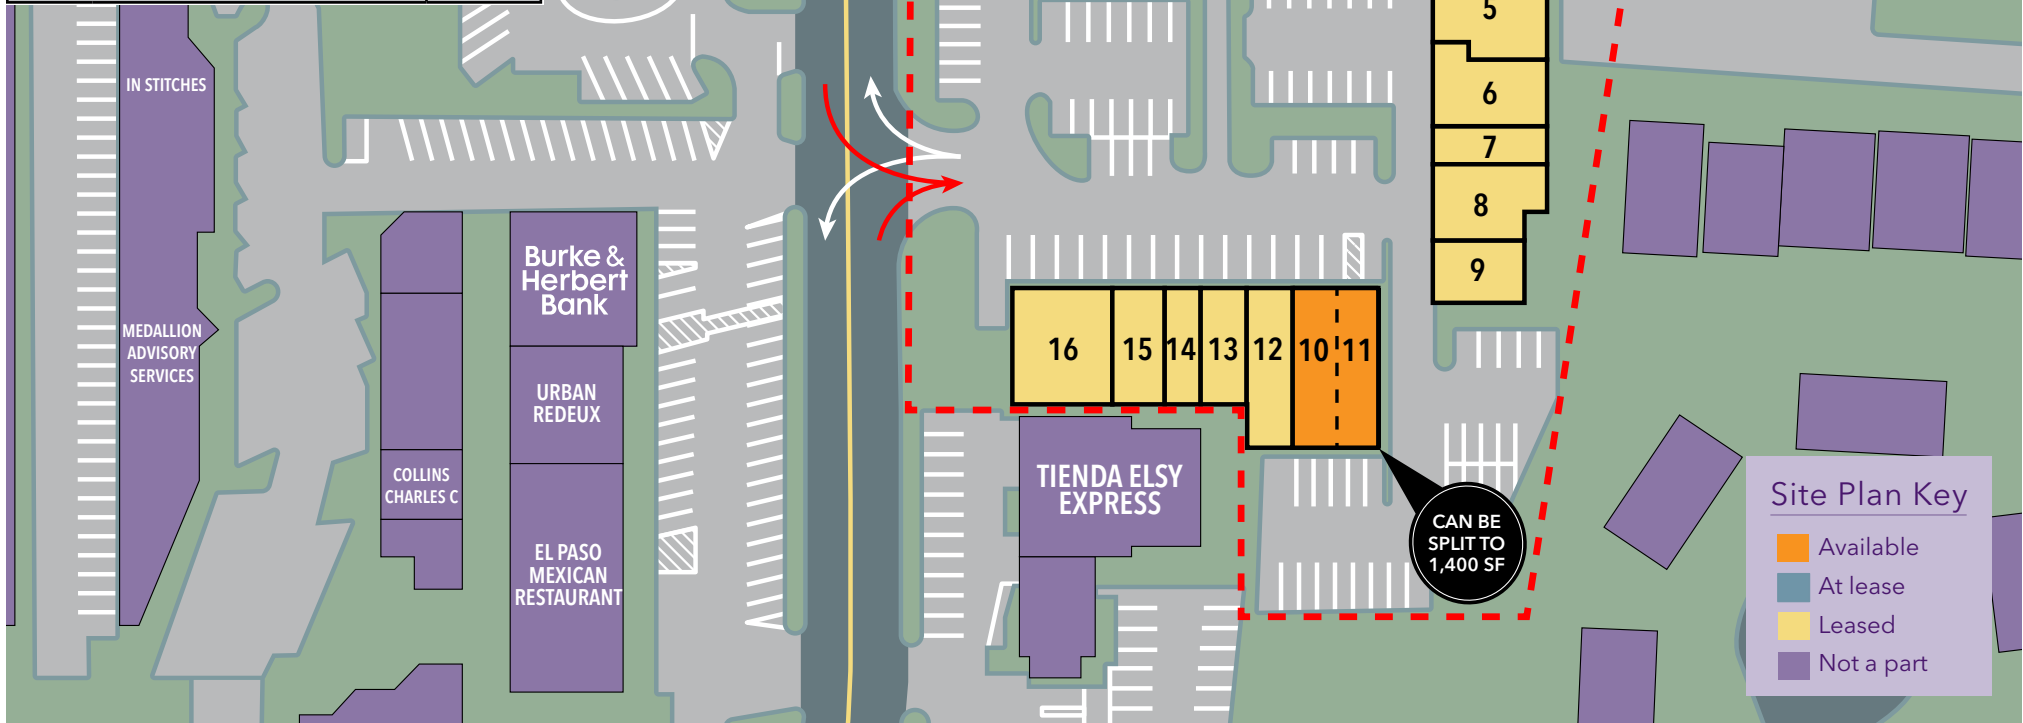 5
IN STITCHES
6
7
8
9
Burke &
Herbert
Bank
MEDALLION
ADVISORY
SERVICES
16
15
14
13
12
10
11
URBAN
REDEUX
COLLINS
CHARLES C
TIENDA ELSY
EXPRESS
EL PASO
MEXICAN
RESTAURANT
CAN BE
SPLIT TO
1,400 SF
Site Plan Key
Available
At lease
Leased
Not a part